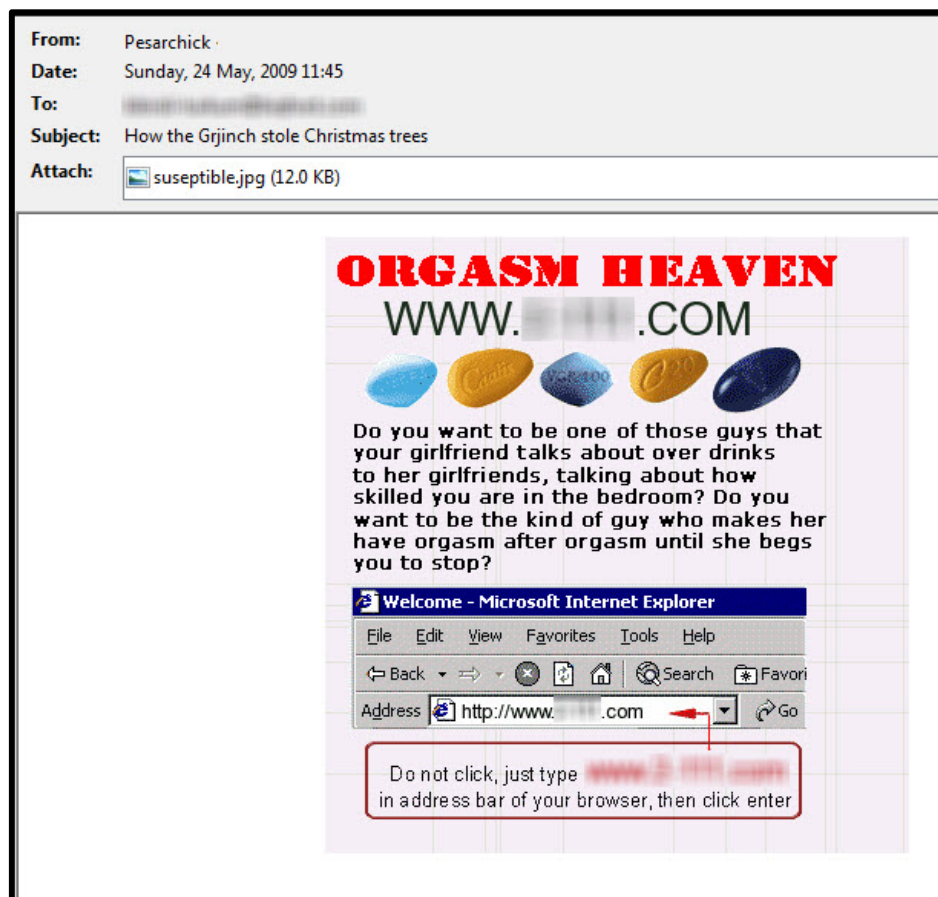 From: Pesarchick
Date: Sunday, 24 May, 2009 11:45
To:
Subject: How the Grjinch stole Christmas trees
Attach: suseptible.jpg (12.0 KB)
ORGASM HEAVEN
WWW. .COM
Do you want to be one of those guys that
your girlfriend talks about over drinks
to her girlfriends, talking about how
skilled you are in the bedroom? Do you
want to be the kind of guy who makes her
have orgasm after orgasm until she begs
you to stop?
Welcome - Microsoft Internet Explorer
File Edit View Favorites Tools Help
Back Search Favori
Address http://www. .com Go
Do not click, just type
in address bar of your browser, then click enter